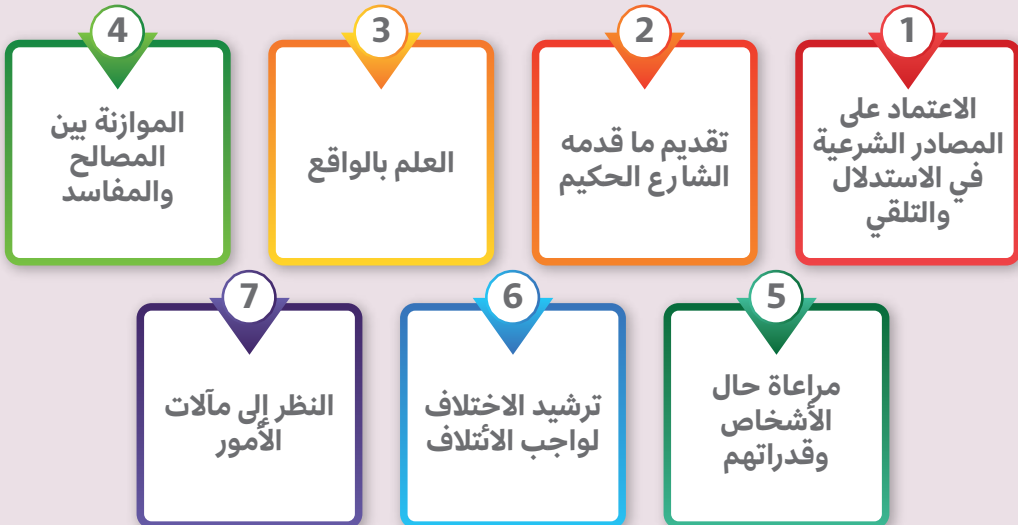 1
الاعتماد على
المصادر الشرعية
في الاستدلال
والتلقي
2
تقديم ما قدمه
الشارع الحكيم
3
العلم بالواقع
4
الموازنة بين
المصالح
والمفاسد
5
مراعاة حال
الأشخاص
وقدراتهم
6
ترشيد الاختلاف
لواجب الائتلاف
7
النظر إلى مآلات
الأمور